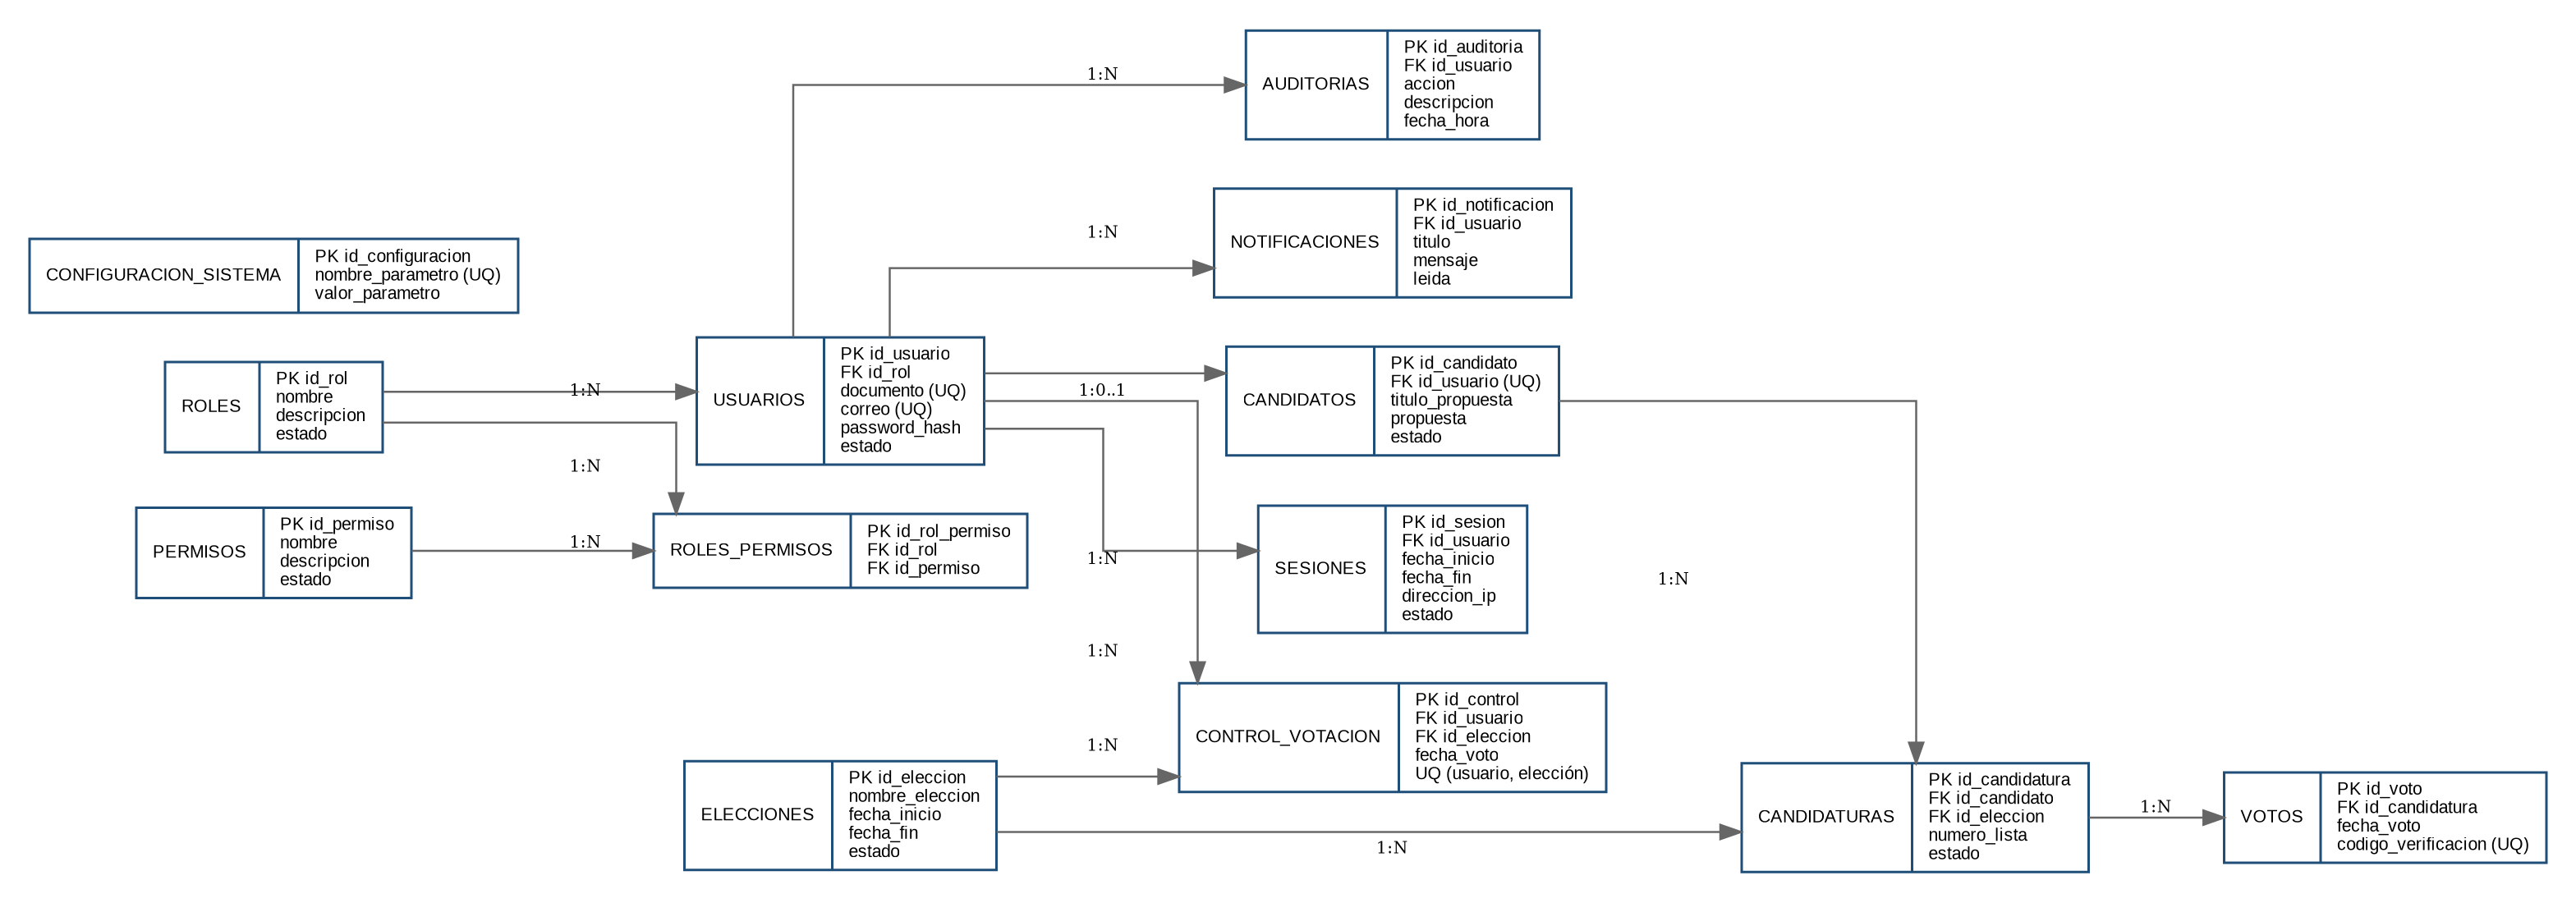 AUDITORIAS
PK id_auditoria
FK id_usuario
accion
descripcion
fecha_hora
1:N
NOTIFICACIONES
PK id_notificacion
FK id_usuario
titulo
mensaje
leida
1:N
CONFIGURACION_SISTEMA
PK id_configuracion
nombre_parametro (UQ)
valor_parametro
ROLES
PK id_rol
nombre
descripcion
estado
1:N
1:N
USUARIOS
PK id_usuario
FK id_rol
documento (UQ)
correo (UQ)
password_hash
estado
1:0..1
CANDIDATOS
PK id_candidato
FK id_usuario (UQ)
titulo_propuesta
propuesta
estado
PERMISOS
PK id_permiso
nombre
descripcion
estado
1:N
ROLES_PERMISOS
PK id_rol_permiso
FK id_rol
FK id_permiso
1:N
SESIONES
PK id_sesion
FK id_usuario
fecha_inicio
fecha_fin
direccion_ip
estado
1:N
1:N
CONTROL_VOTACION
PK id_control
FK id_usuario
FK id_eleccion
fecha_voto
UQ (usuario, elección)
1:N
ELECCIONES
PK id_eleccion
nombre_eleccion
fecha_inicio
fecha_fin
estado
1:N
CANDIDATURAS
PK id_candidatura
FK id_candidato
FK id_eleccion
numero_lista
estado
1:N
VOTOS
PK id_voto
FK id_candidatura
fecha_voto
codigo_verificacion (UQ)